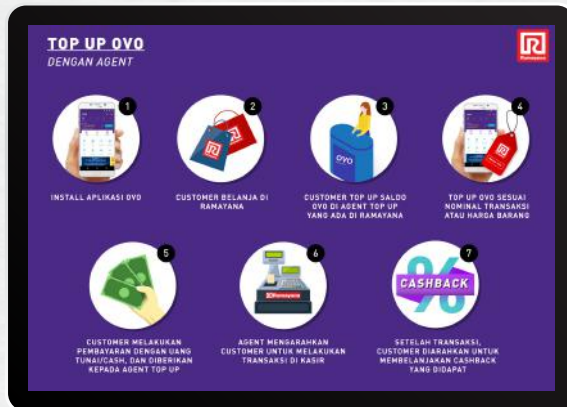 TOP UP OVO
DENGAN AGENT
Ramayana
1
INSTALL APLIKASI OVO
2
CUSTOMER BELANJA DI
RAMAYANA
3
OVO
CUSTOMER TOP UP SALDO
OVO DI AGENT TOP UP
YANG ADA DI RAMAYANA
4
TOP UP OVO SESUAI
NOMINAL TRANSAKSI
ATAU HARGA BARANG
5
CUSTOMER MELAKUKAN
PEMBAYARAN DENGAN UANG
TUNAI/CASH, DAN DIBERIKAN
KEPADA AGENT TOP UP
6
Ramayana
AGENT MENGARAHKAN
CUSTOMER UNTUK MELAKUKAN
TRANSAKSI DI KASIR
7
%
CASHBACK
SETELAH TRANSAKSI,
CUSTOMER DIARAHKAN UNTUK
MEMBELANJAKAN CASHBACK
YANG DIDAPAT